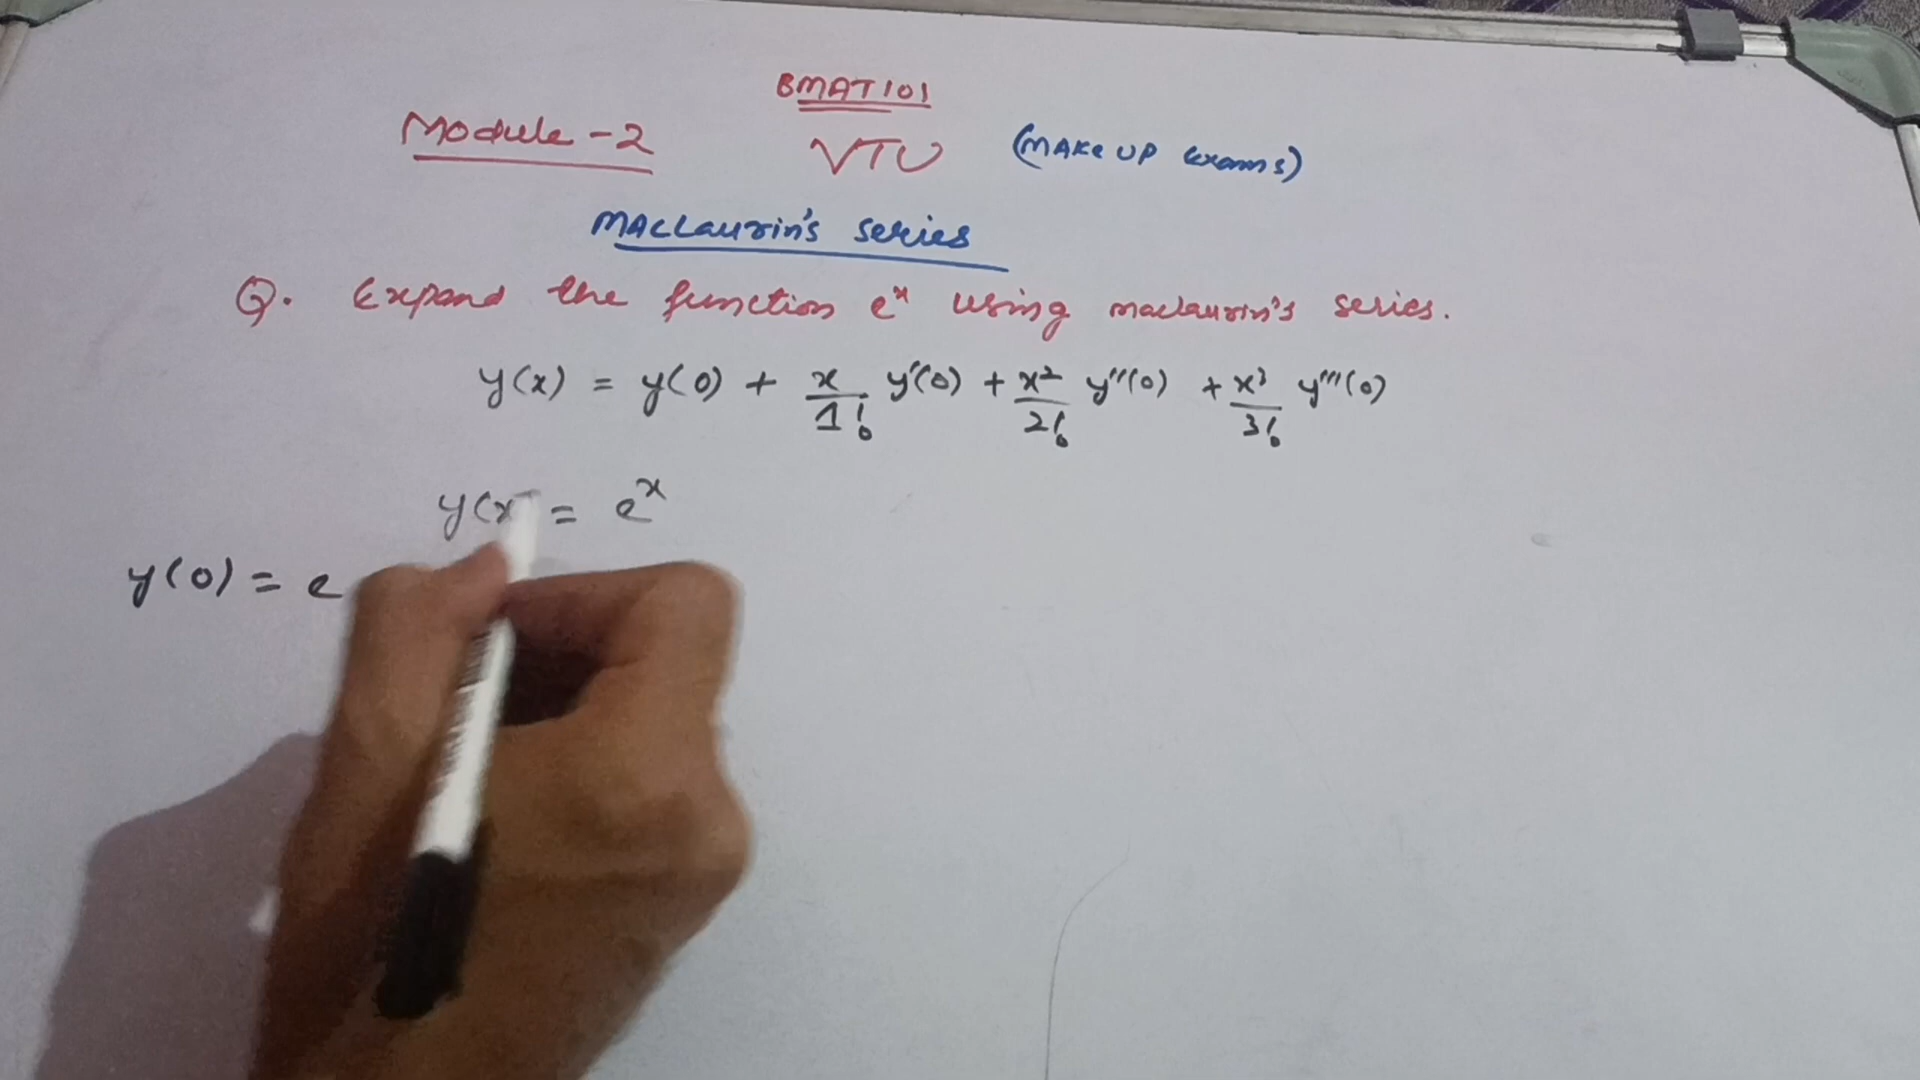 BMAT101
Module-2 VTU (MAKE UP Exams)
MACLaurin's series
Q. Expand the function e^x using maclaurin's series.
y(x) = y(0) + x/1! y'(0) + x²/2! y''(0) + x³/3! y'''(0)
y(x = e^x
y(0) = e